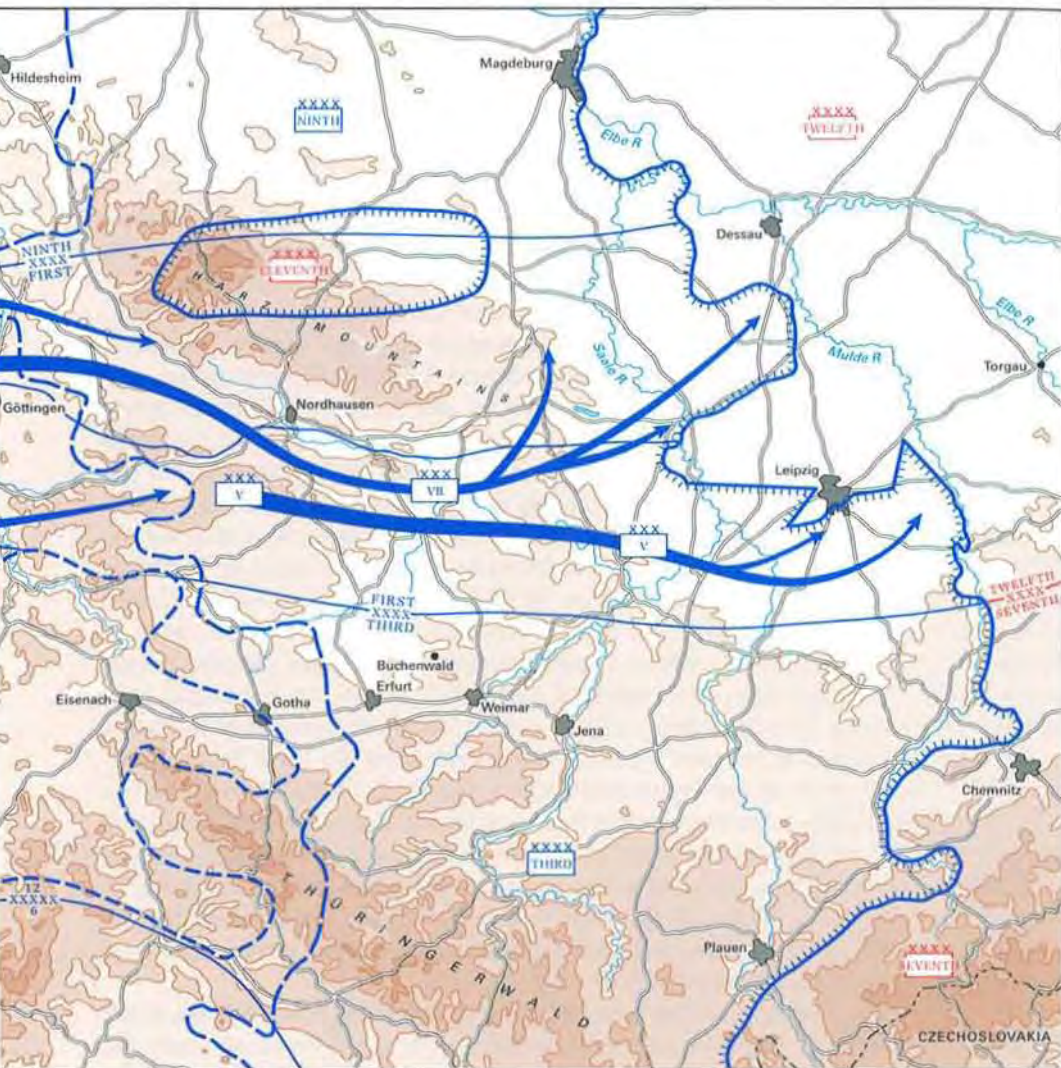 Hildesheim
Magdeburg
XXXX
NINTH
XXXX
TWELFTH
Elbe R
Dessau
NINTH
XXXX
FIRST
XXXX
ELEVENTH
HARZ MOUNTAINS
Elbe R
Saale R
Mulde R
Torgau
Göttingen
Nordhausen
Leipzig
XXX
V
XXX
VII
XXX
V
TWELFTH
XXXX
SEVENTH
FIRST
XXXX
THIRD
Buchenwald
Erfurt
Eisenach
Gotha
Weimar
Jena
Chemnitz
XXXX
THIRD
12
XXXXX
6
THÜRINGERWALD
Plauen
XXXX
SEVENTH
CZECHOSLOVAKIA